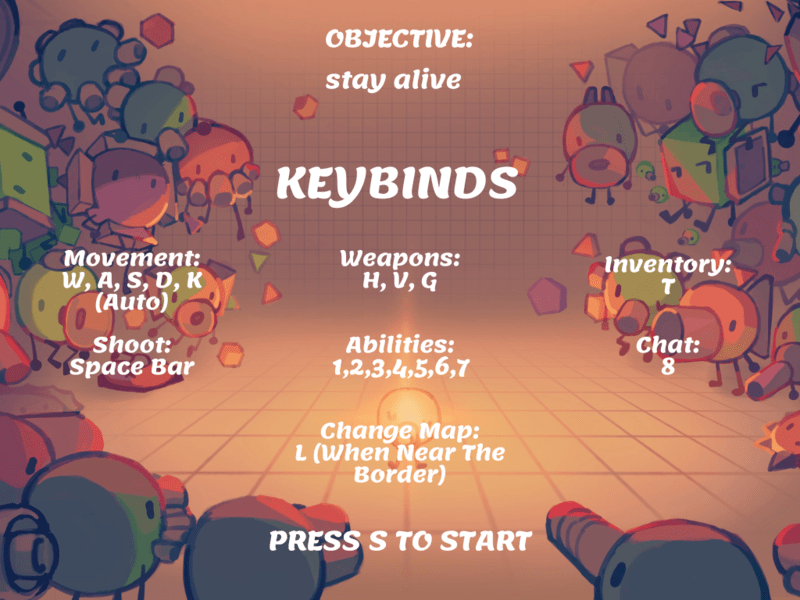 OBJECTIVE:
stay alive
KEYBINDS
Movement:
W, A, S, D, K
(Auto)
Weapons:
H, V, G
Inventory:
T
Shoot:
Space Bar
Abilities:
1,2,3,4,5,6,7
Chat:
8
Change Map:
L (When Near The
Border)
PRESS S TO START